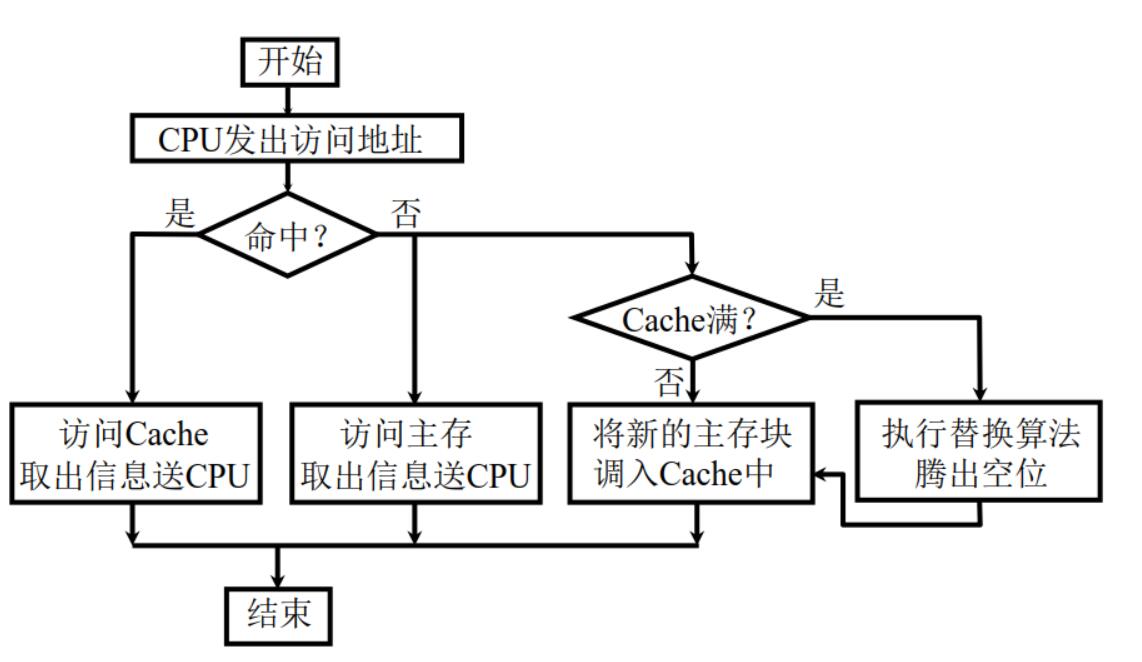 开始
CPU发出访问地址
是
命中？
否
Cache满？
是
否
访问Cache
取出信息送CPU
访问主存
取出信息送CPU
将新的主存块
调入Cache中
执行替换算法
腾出空位
结束